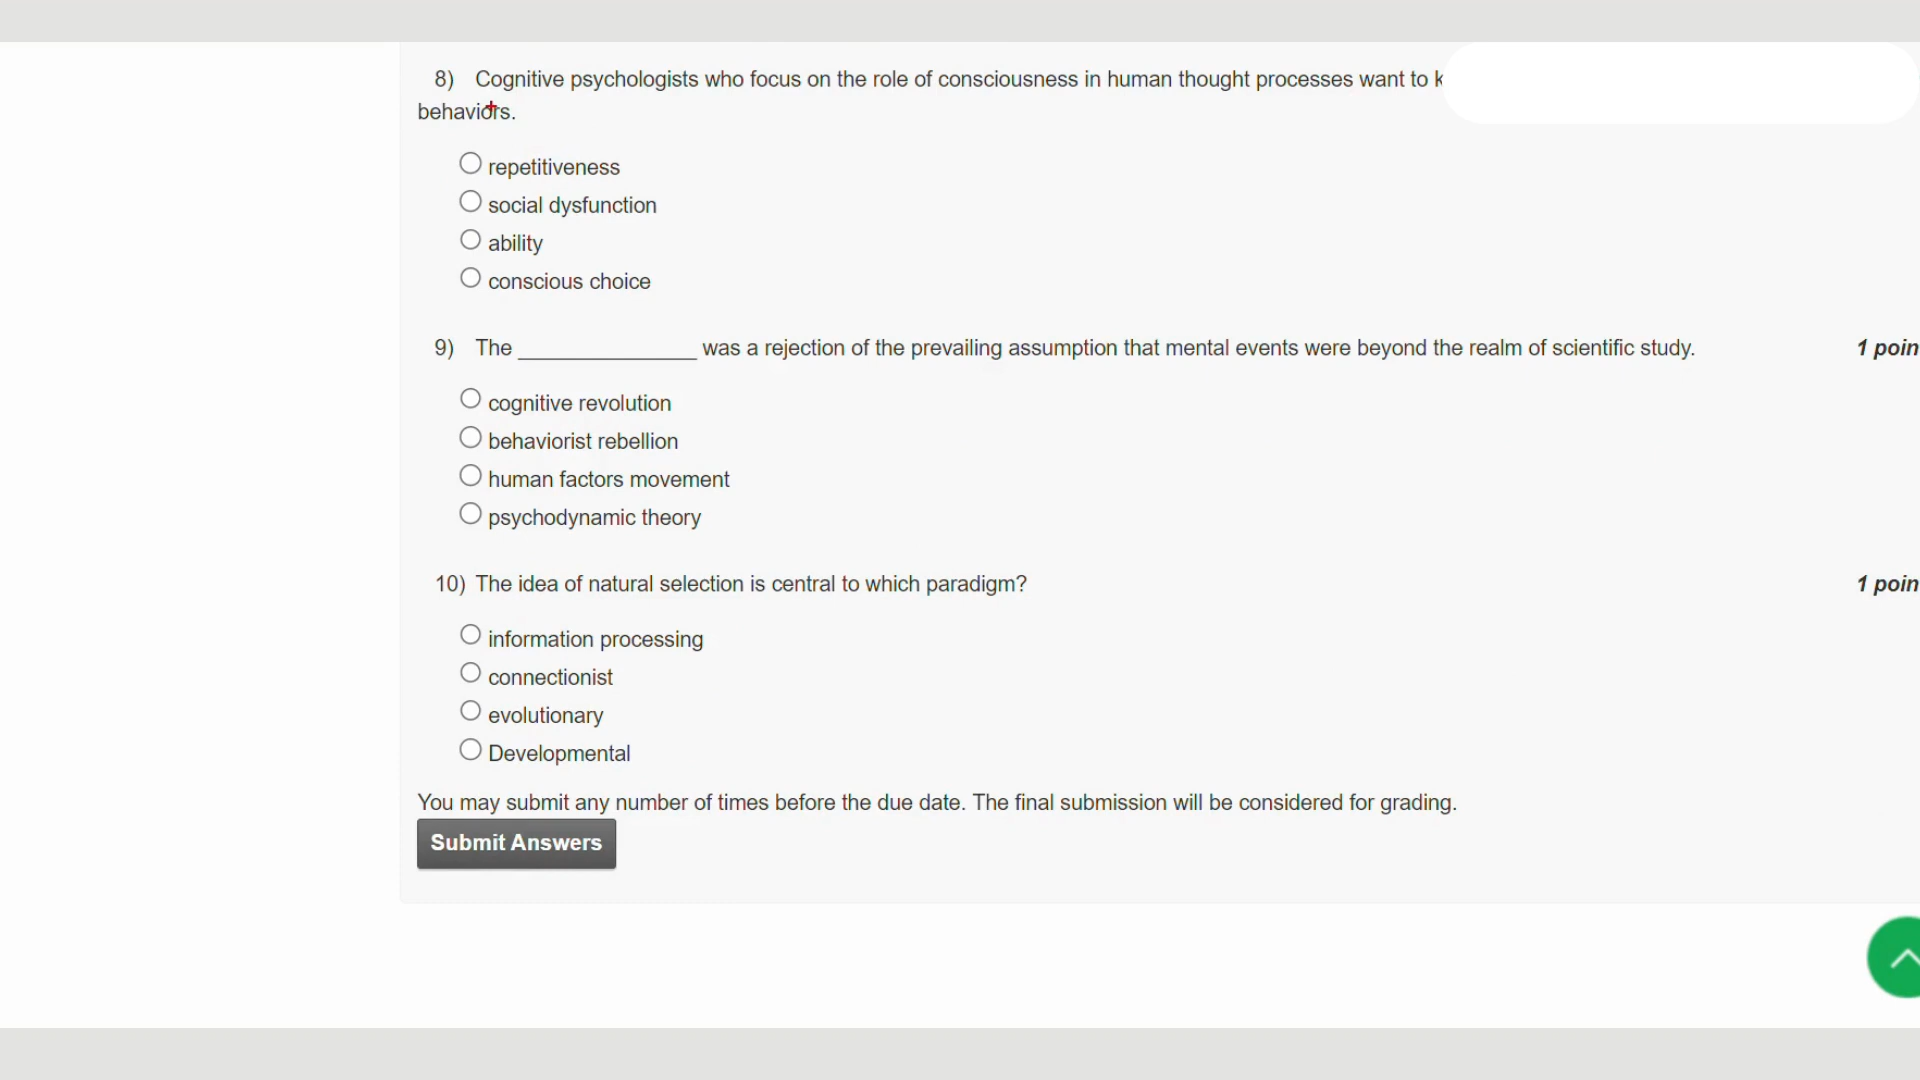 8) Cognitive psychologists who focus on the role of consciousness in human thought processes want to
behaviors.
repetitiveness
social dysfunction
ability
conscious choice
9) The ________________ was a rejection of the prevailing assumption that mental events were beyond the realm of scientific study. 1 poin
cognitive revolution
behaviorist rebellion
human factors movement
psychodynamic theory
10) The idea of natural selection is central to which paradigm? 1 poin
information processing
connectionist
evolutionary
Developmental
You may submit any number of times before the due date. The final submission will be considered for grading.
Submit Answers